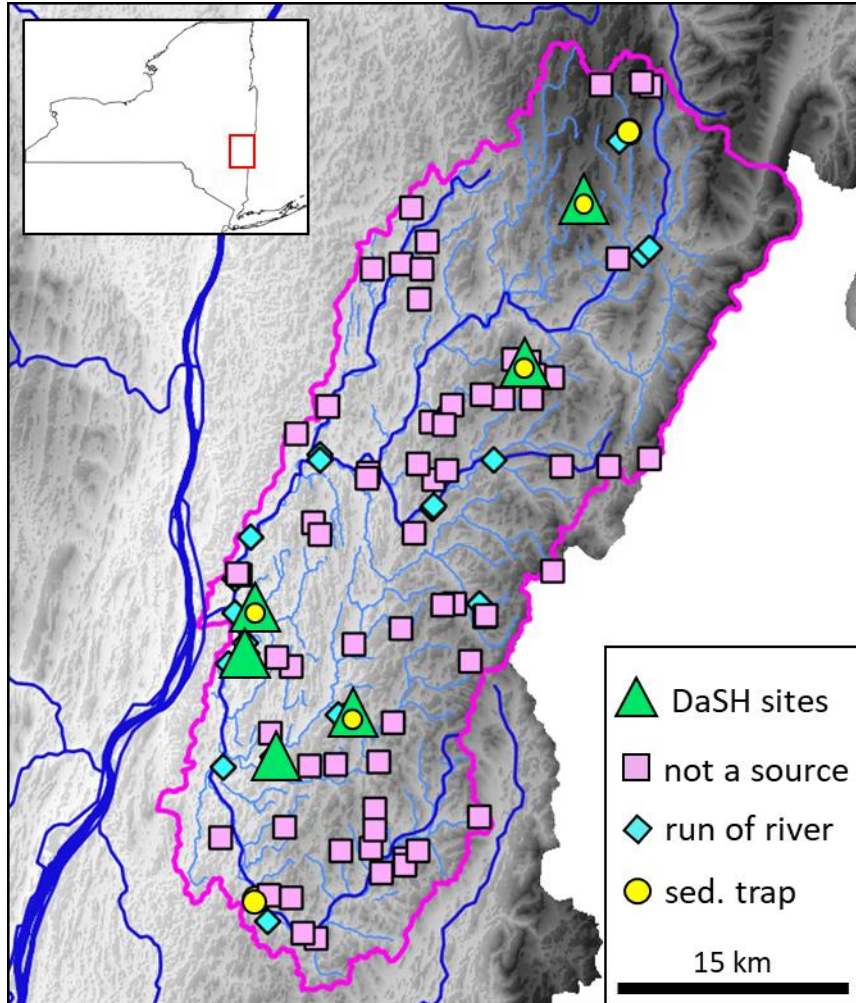 DaSH sites
not a source
run of river
sed. trap
15 km